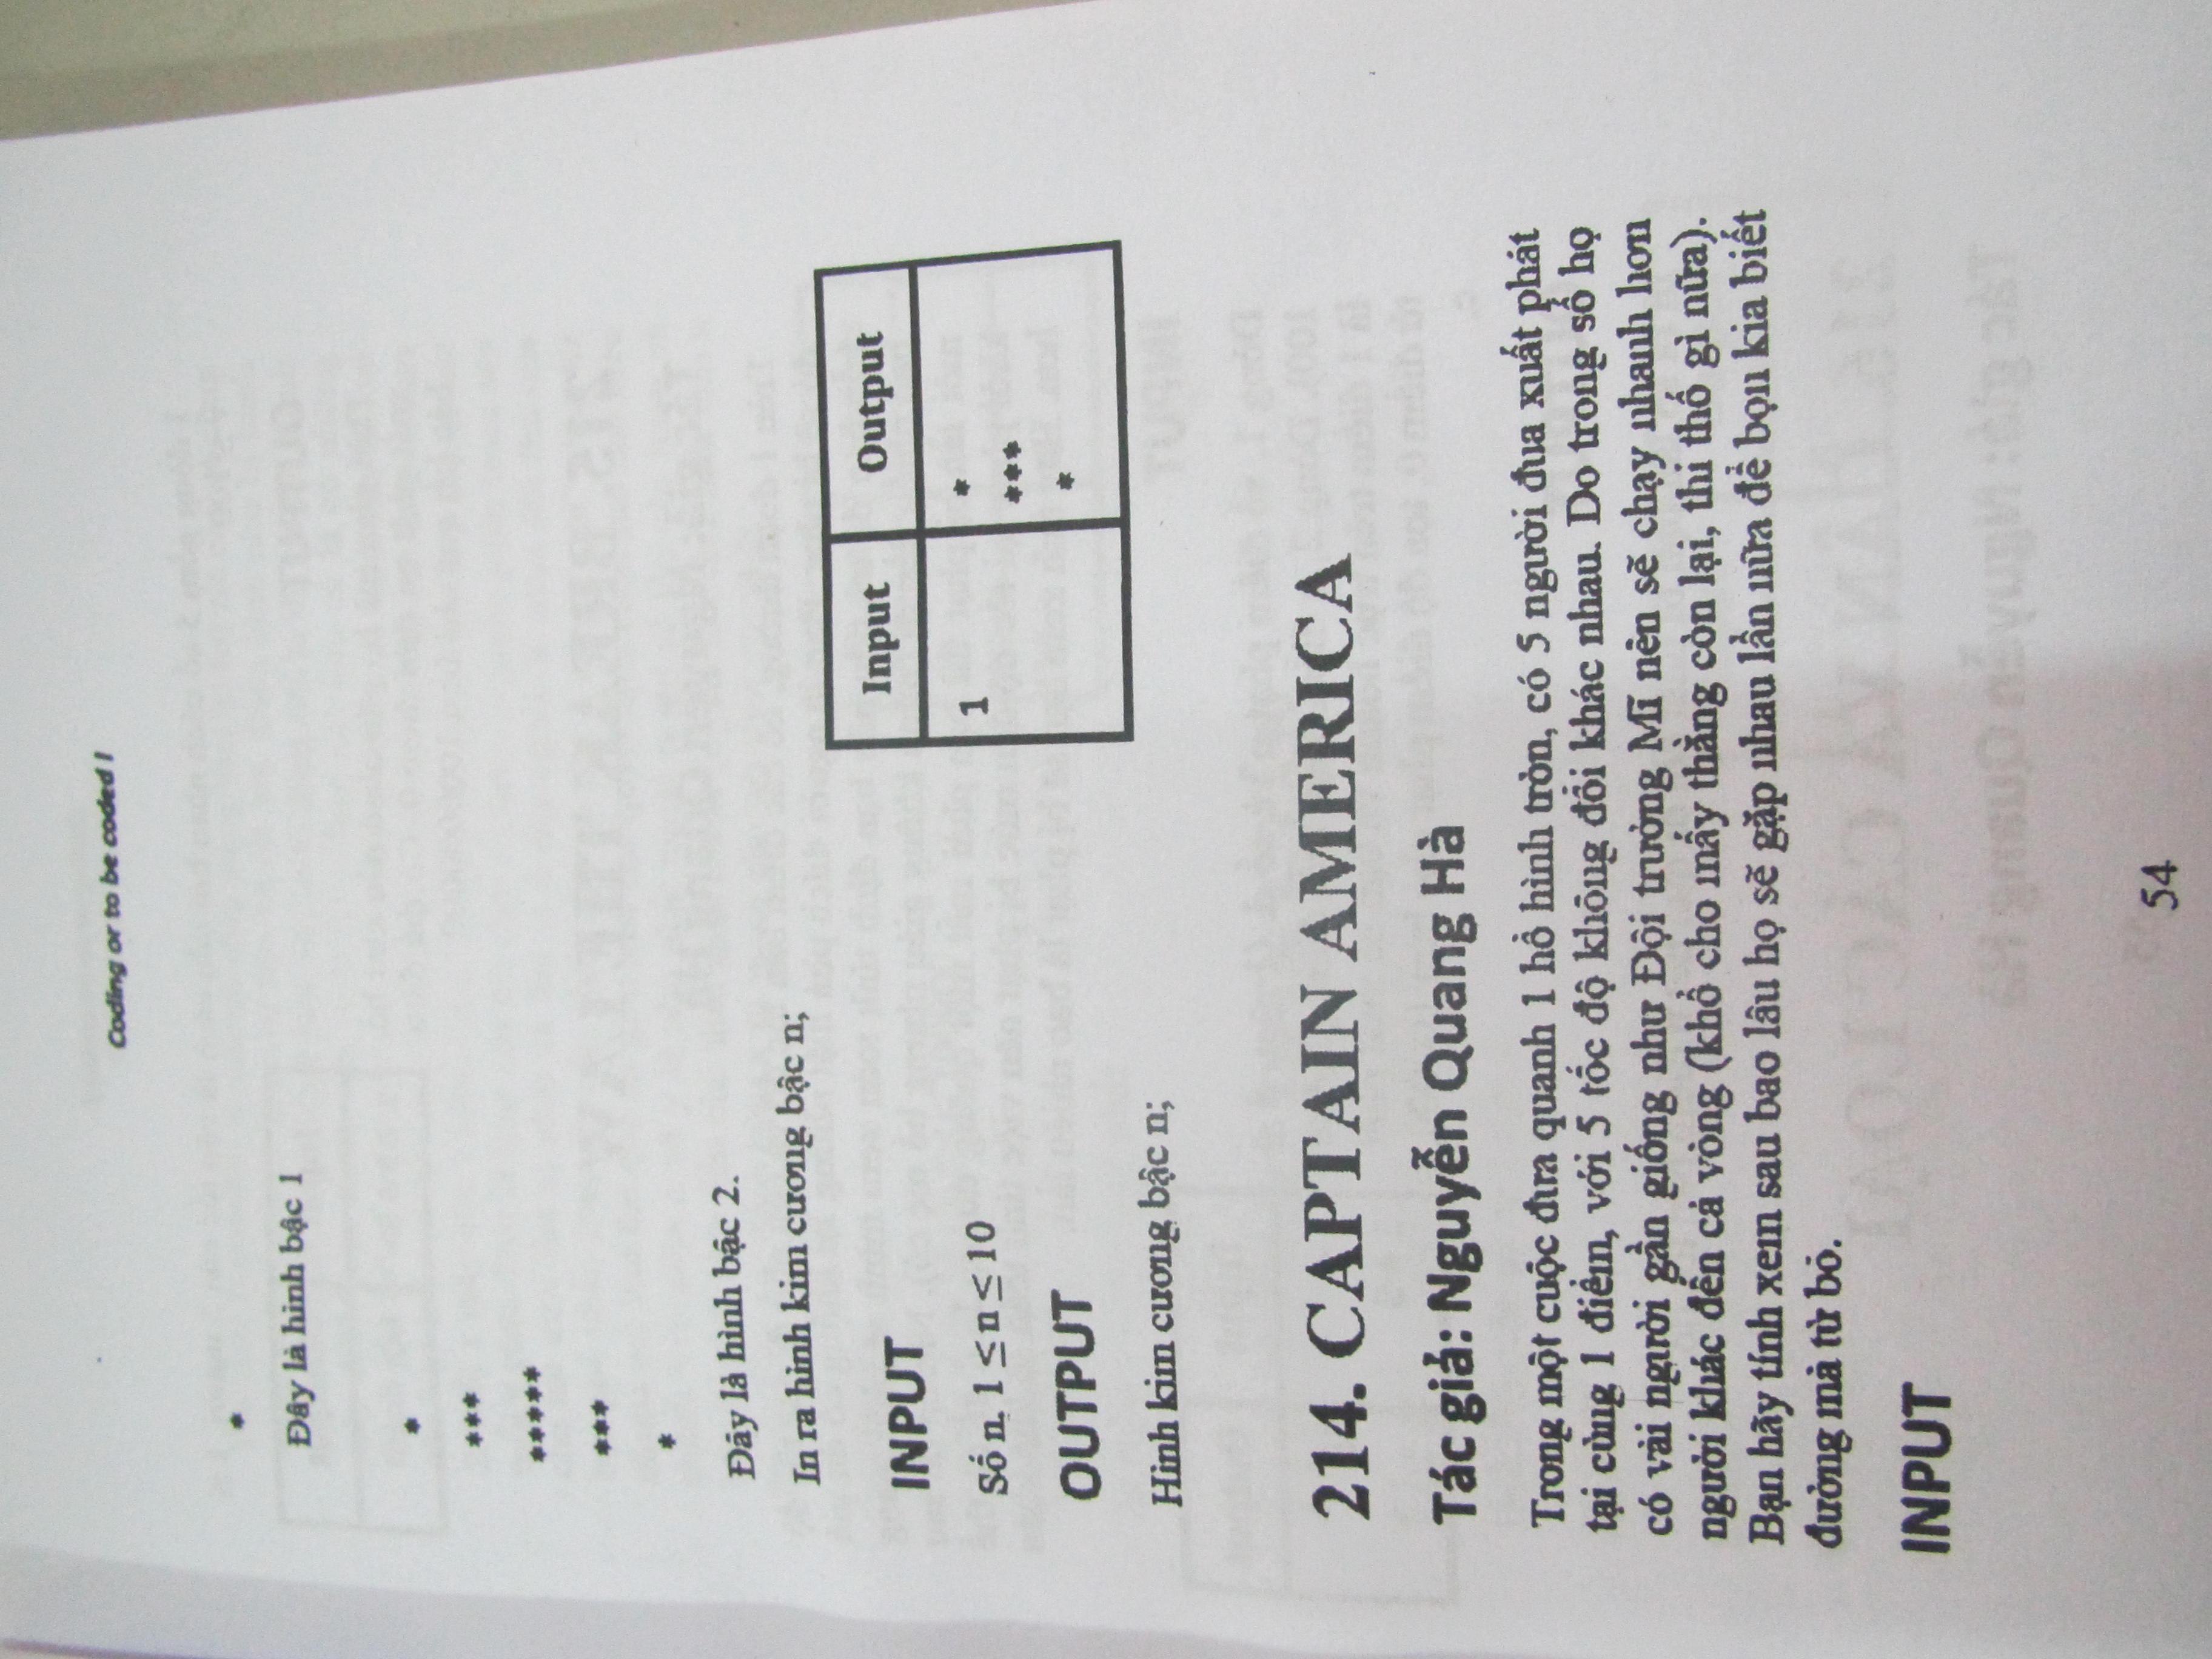 Coding or to be coded !
*
Đây là hình bậc 1
*
***
*****
***
*
Đây là hình bậc 2.
In ra hình kim cương bậc n;
INPUT
Số n. 1 ≤ n ≤ 10
OUTPUT
Hình kim cương bậc n;
Input Output
1 *
***
*
214. CAPTAIN AMERICA
Tác giả: Nguyễn Quang Hà
Trong một cuộc đưa quanh 1 hồ hình tròn, có 5 người đua xuất phát
tại cùng 1 điểm, với 5 tốc độ không đổi khác nhau. Do trong số họ
có vài người gần giống như Đội trưởng Mĩ nên sẽ chạy nhanh hơn
người khác đến cả vòng (khổ cho mấy thằng còn lại, thi thố gì nữa).
Bạn hãy tính xem sau bao lâu họ sẽ gặp nhau lần nữa để bọn kia biết
đường mà từ bỏ.
INPUT
54